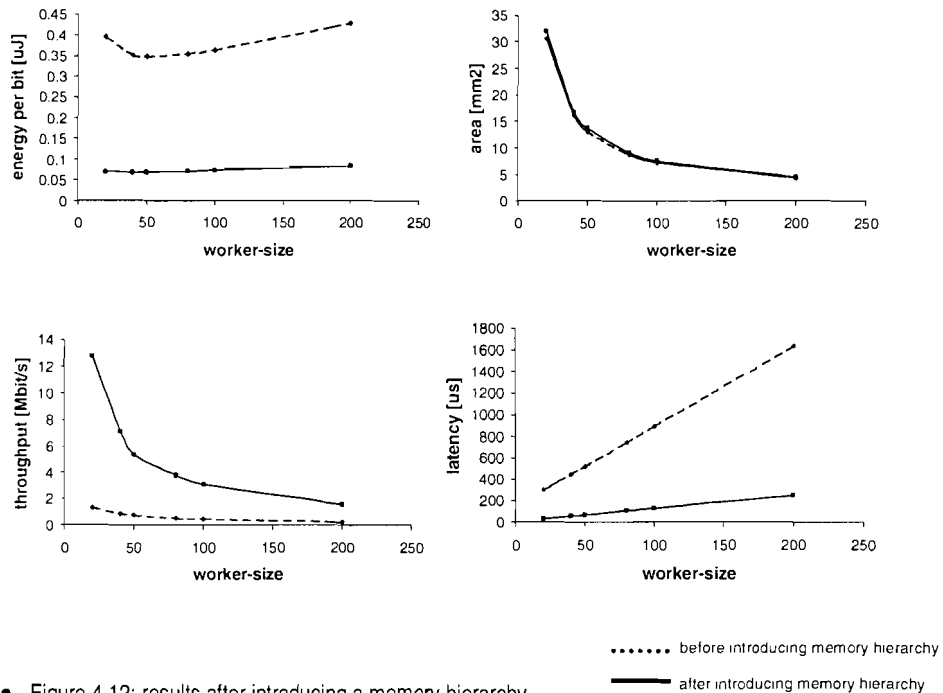 energy per bit [uJ]
0.45
0.4
0.35
0.3
0.25
0.2
0.15
0.1
0.05
0
0 50 100 150 200 250
worker-size
area [mm2]
35
30
25
20
15
10
5
0
0 50 100 150 200 250
worker-size
throughput [Mbit/s]
14
12
10
8
6
4
2
0
0 50 100 150 200 250
worker-size
latency [us]
1800
1600
1400
1200
1000
800
600
400
200
0
0 50 100 150 200 250
worker-size
before introducing memory hierarchy
after introducing memory hierarchy
• Figure 4.12: results after introducing a memory hierarchy